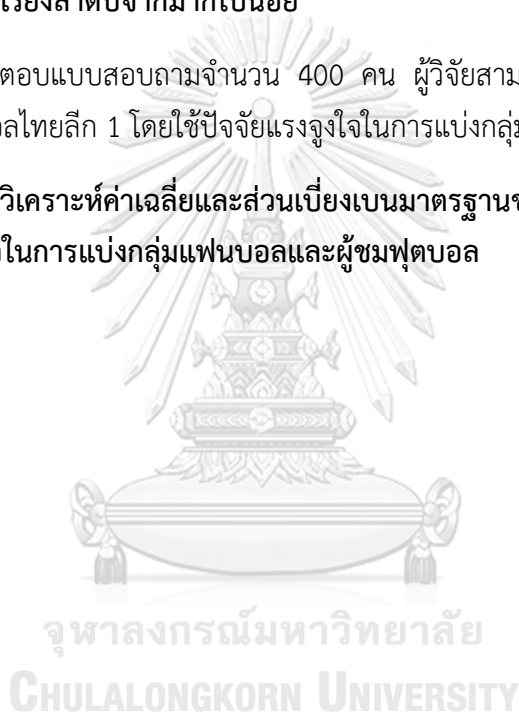 เรียงลำดับจากมากไปน้อย
ตอบแบบสอบถามจำนวน 400 คน ผู้วิจัยสาม
อลไทยลีก 1 โดยใช้ปัจจัยแรงจูงใจในการแบ่งกลุ่ม
วิเคราะห์ค่าเฉลี่ยและส่วนเบี่ยงเบนมาตรฐานข
ในการแบ่งกลุ่มแฟนบอลและผู้ชมฟุตบอล
จุฬาลงกรณ์มหาวิทยาลัย
CHULALONGKORN UNIVERSITY